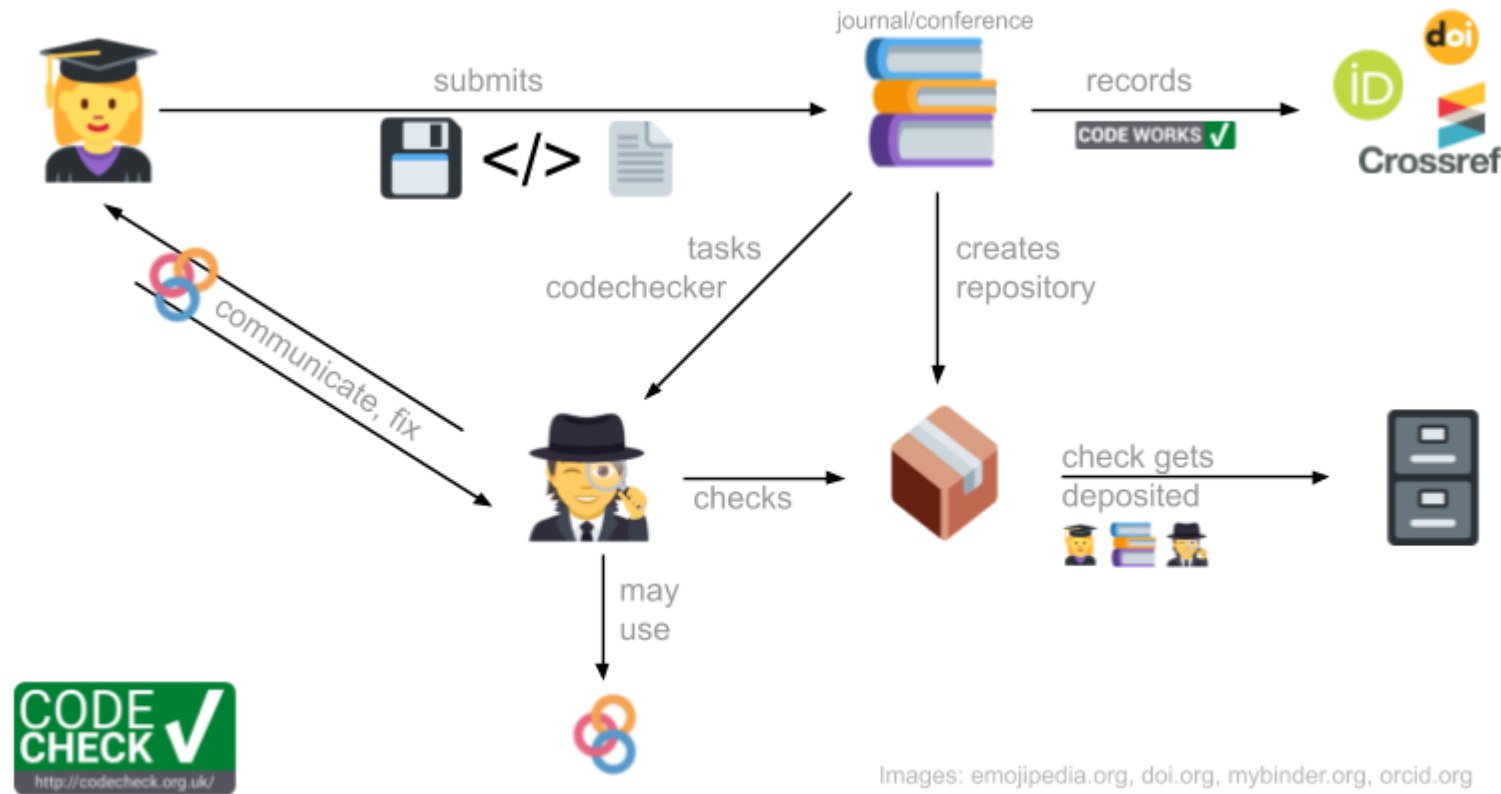 journal/conference
doi
submits
records
iD
</>
CODE WORKS
Crossref
tasks
codechecker
creates
repository
communicate, fix
check gets
deposited
checks
may
use
CODE
CHECK
http://codecheck.org.uk/
Images: emojipedia.org, doi.org, mybinder.org, orcid.org